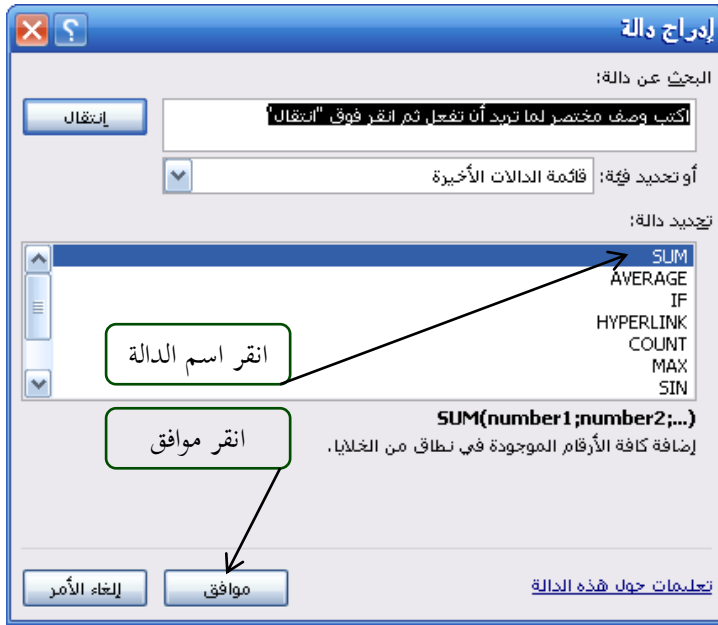 إدراج دالة
البحث عن دالة:
اكتب وصف مختصر لما تريد أن تفعل ثم انقر فوق "انتقال"
إنتقال
أو تحديد فئة: قائمة الدالات الأخيرة
تحديد دالة:
SUM
AVERAGE
IF
HYPERLINK
COUNT
MAX
SIN
انقر اسم الدالة
SUM(number1;number2;...)
إضافة كافة الأرقام الموجودة في نطاق من الخلايا.
انقر موافق
تعليمات حول هذه الدالة
موافق
إلغاء الأمر